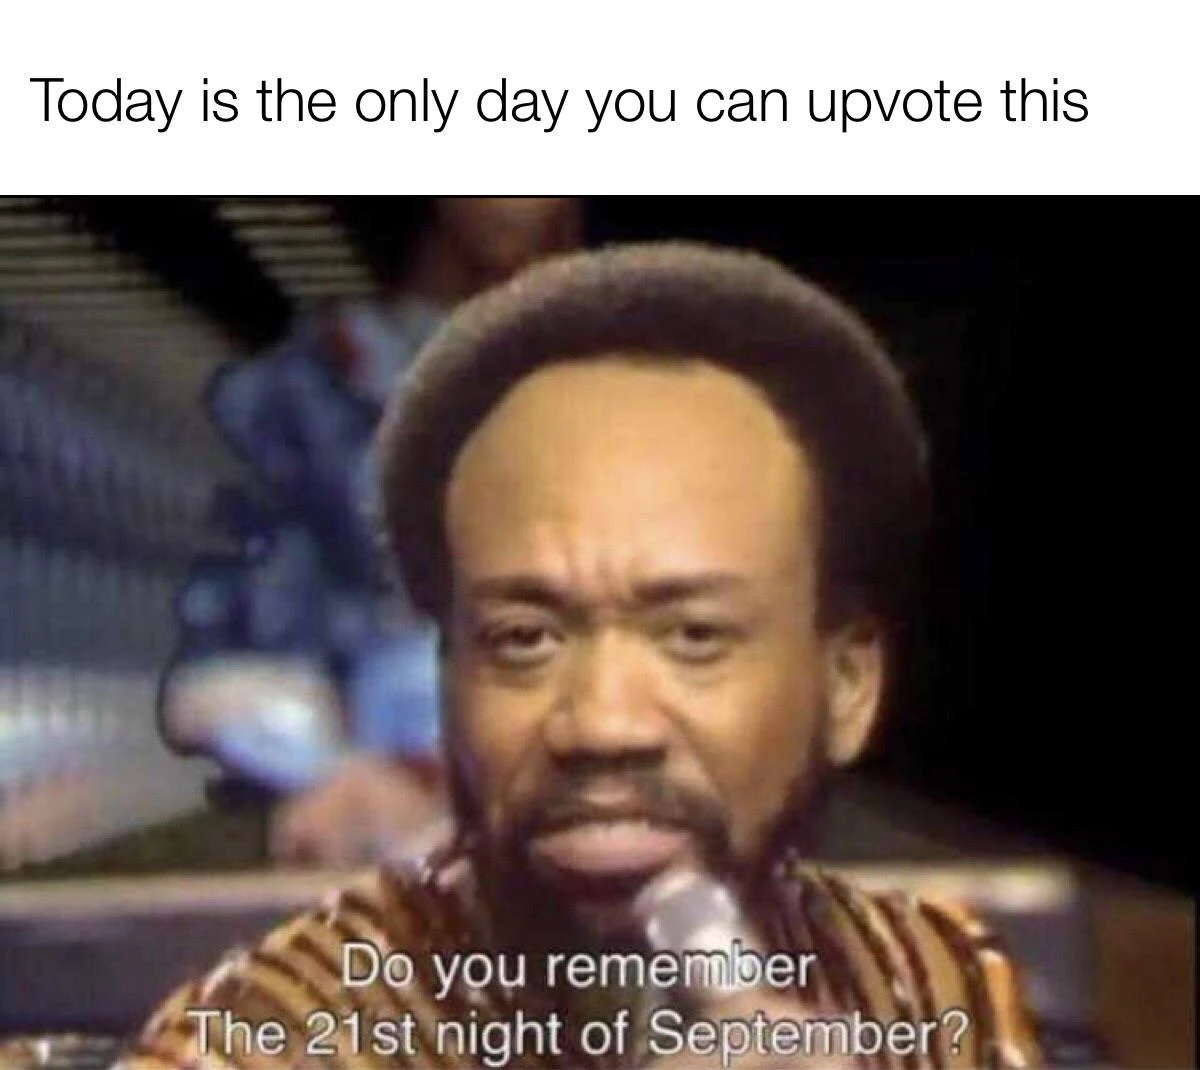 Today is the only day you can upvote this
Do you remember
The 21st night of September?